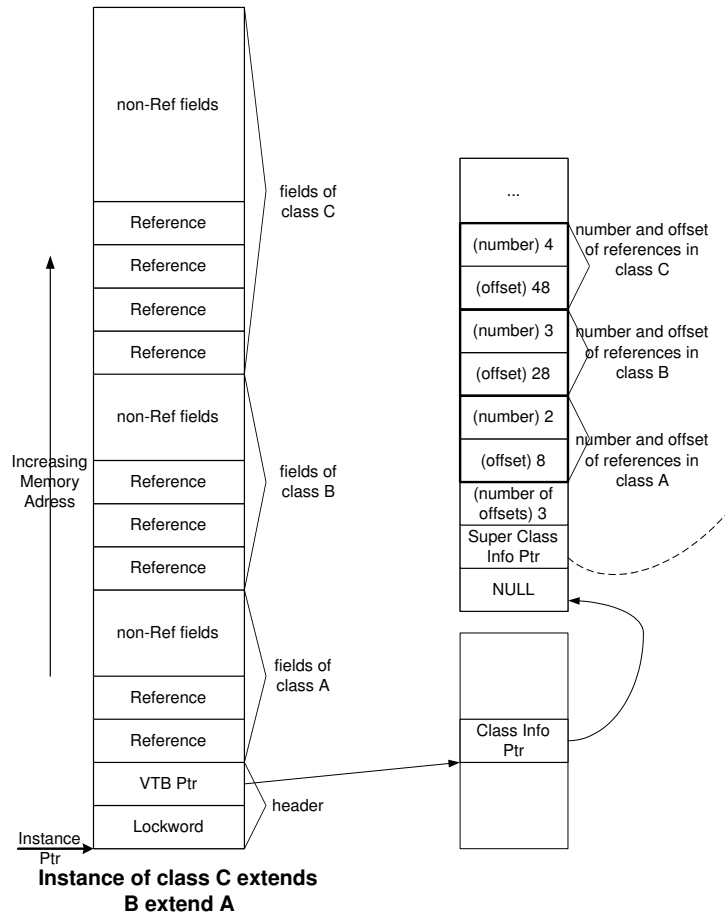 non-Ref fields
Reference
Reference
Reference
Reference
non-Ref fields
Reference
Reference
Reference
non-Ref fields
Reference
Reference
VTB Ptr
Lockword
fields of
class C
fields of
class B
fields of
class A
header
Increasing
Memory
Adress
Instance
Ptr
Instance of class C extends
B extend A
...
(number) 4
(offset) 48
(number) 3
(offset) 28
(number) 2
(offset) 8
(number of
offsets) 3
Super Class
Info Ptr
NULL
number and offset
of references in
class C
number and offset
of references in
class B
number and offset
of references in
class A
Class Info
Ptr